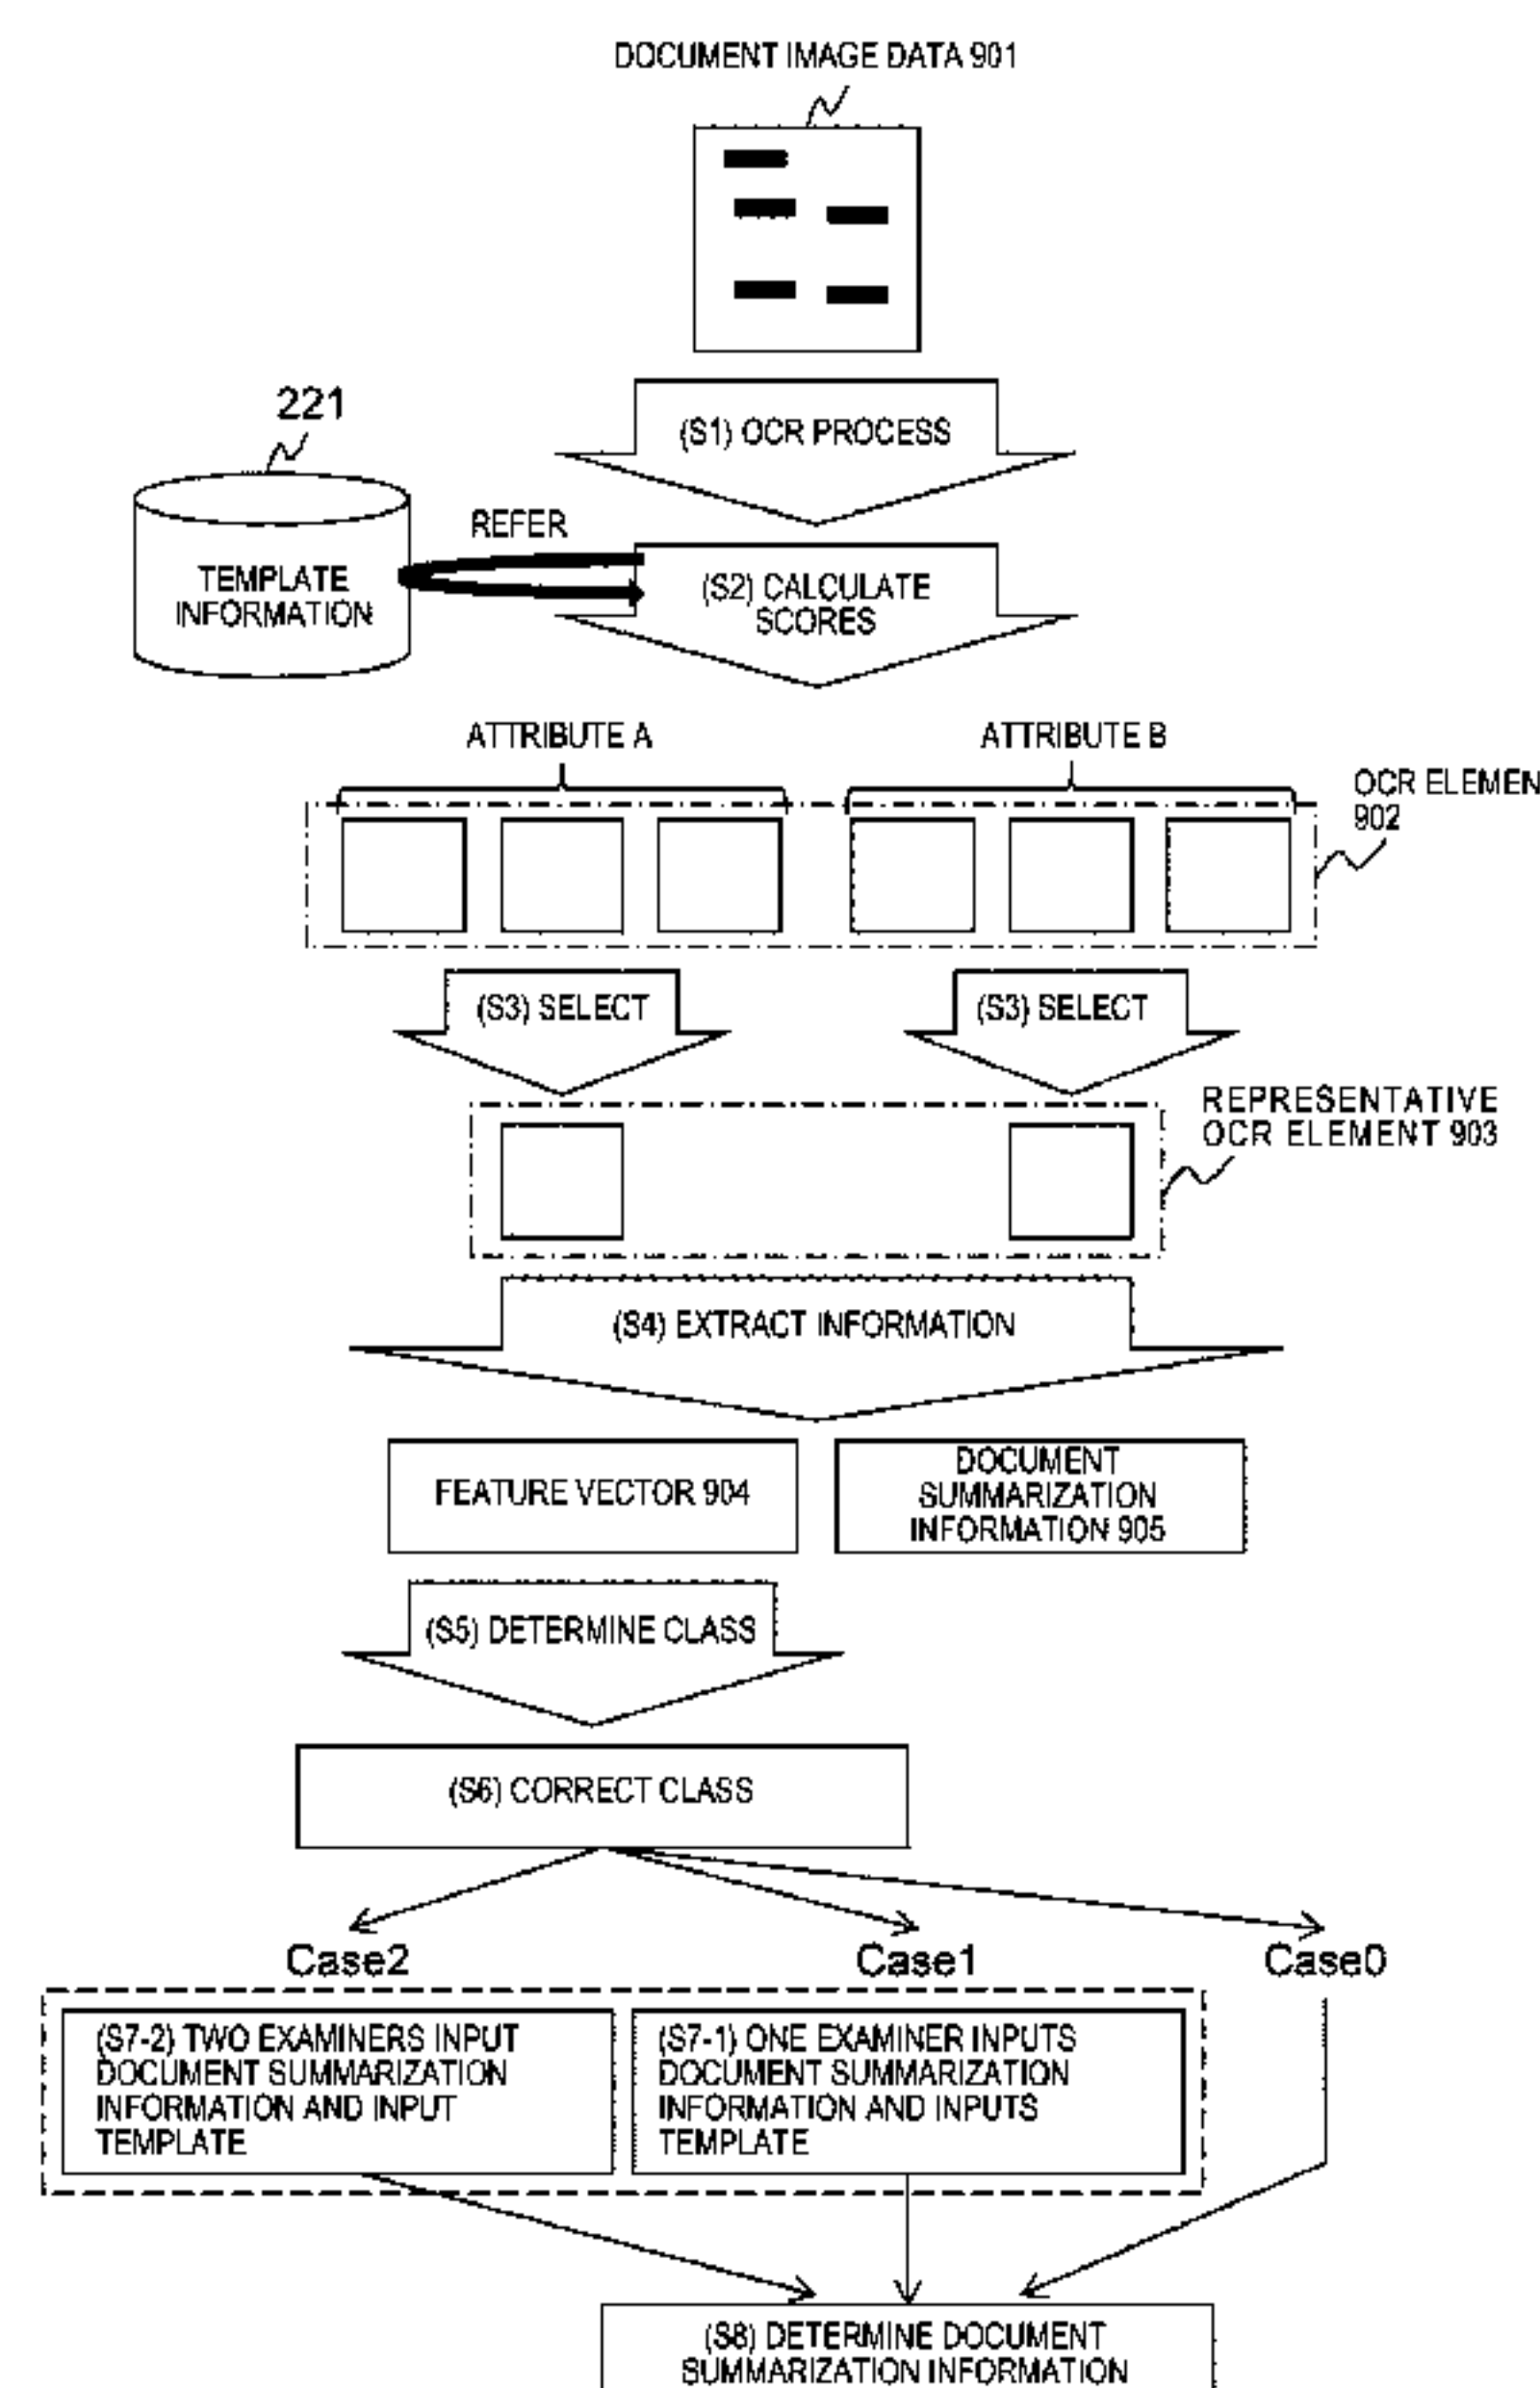 DOCUMENT IMAGE DATA 901
(S1) OCR PROCESS
221
REFER
TEMPLATE
INFORMATION
(S2) CALCULATE
SCORES
ATTRIBUTE A
ATTRIBUTE B
OCR ELEMEN
902
(S3) SELECT
(S3) SELECT
REPRESENTATIVE
OCR ELEMENT 903
(S4) EXTRACT INFORMATION
FEATURE VECTOR 904
DOCUMENT
SUMMARIZATION
INFORMATION 905
(S5) DETERMINE CLASS
(S6) CORRECT CLASS
Case2
Case1
Case0
(S7-2) TWO EXAMINERS INPUT
DOCUMENT SUMMARIZATION
INFORMATION AND INPUT
TEMPLATE
(S7-1) ONE EXAMINER INPUTS
DOCUMENT SUMMARIZATION
INFORMATION AND INPUTS
TEMPLATE
(S8) DETERMINE DOCUMENT
SUMMARIZATION INFORMATION